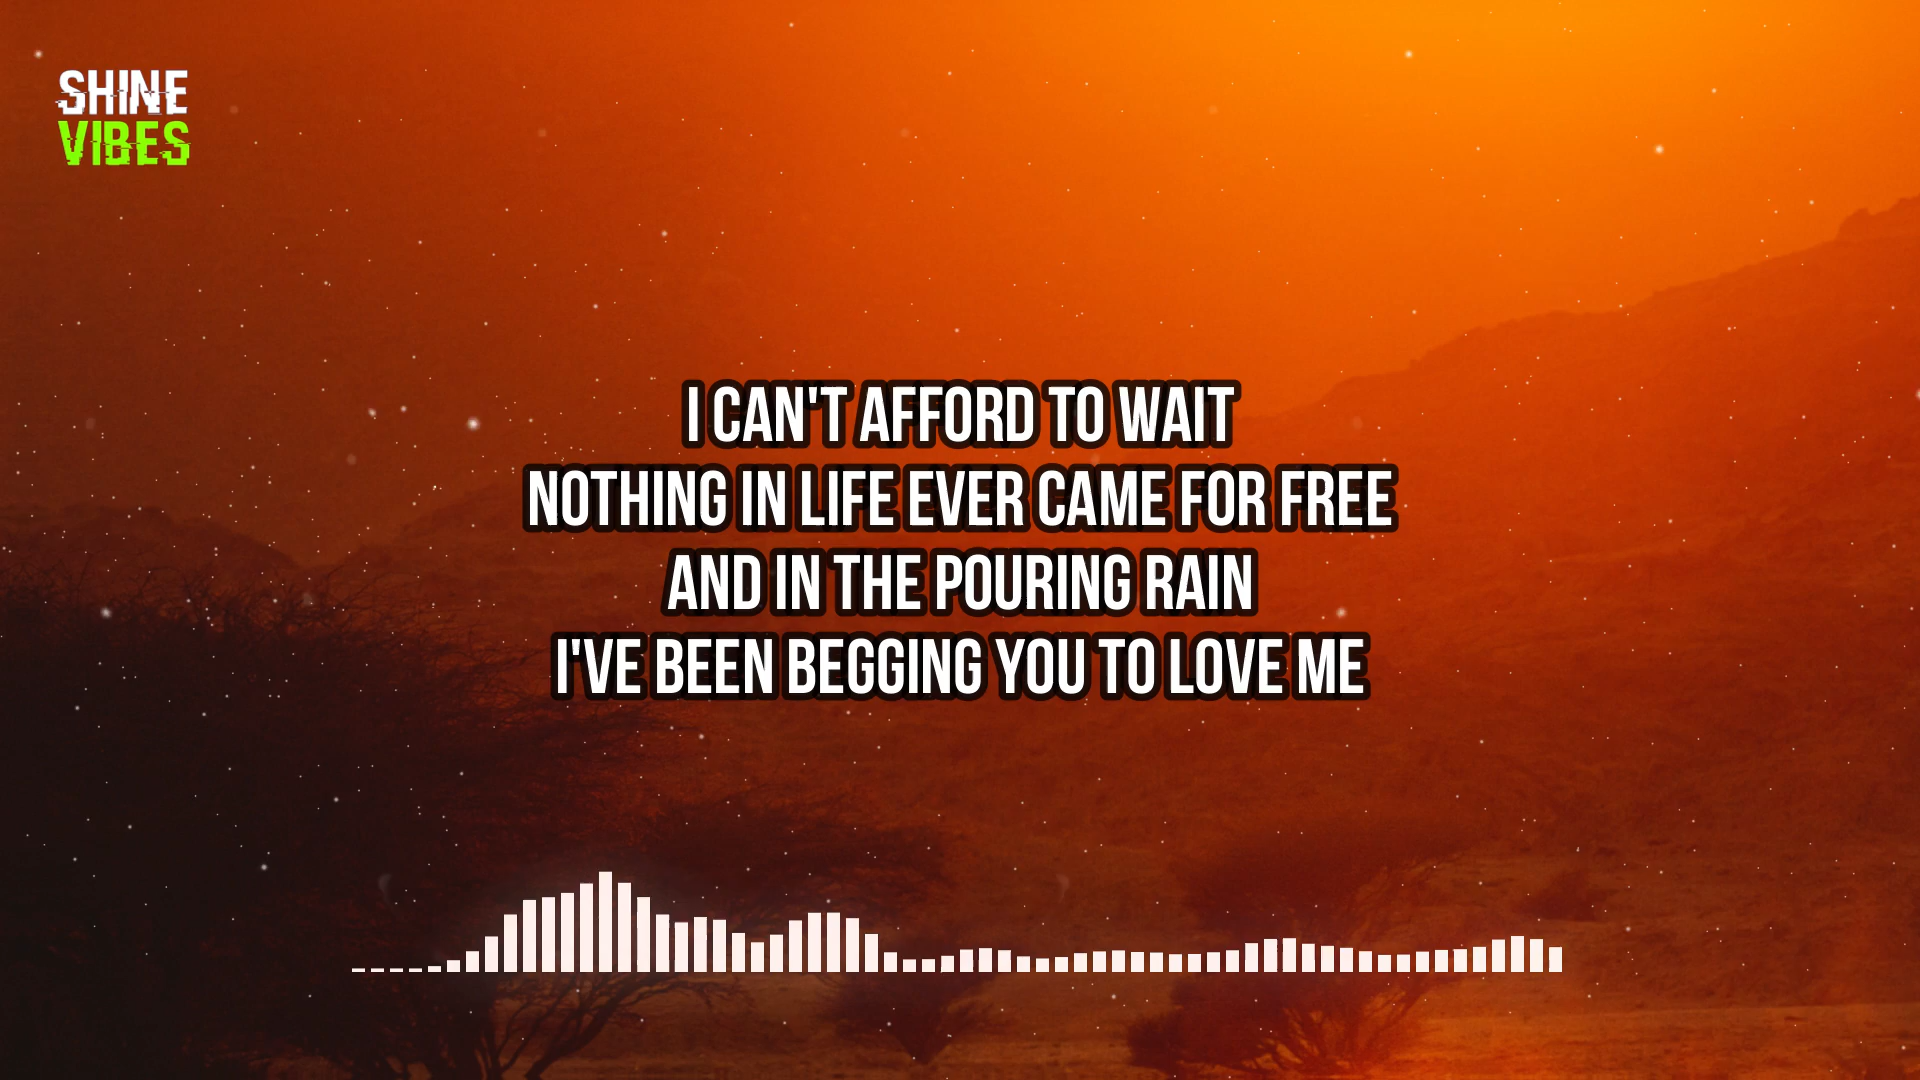 SHINE
VIBES
I CAN'T AFFORD TO WAIT
NOTHING IN LIFE EVER CAME FOR FREE
AND IN THE POURING RAIN
I'VE BEEN BEGGING YOU TO LOVE ME